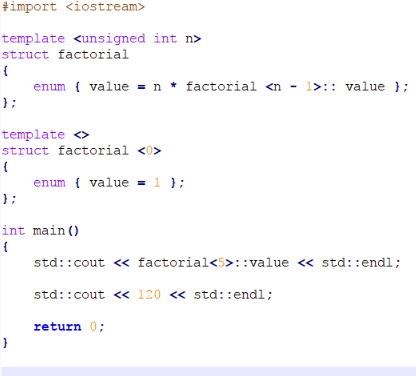 #import <iostream>
template <unsigned int n>
struct factorial
{
    enum { value = n * factorial <n - 1>:: value };
};
template <>
struct factorial <0>
{
    enum { value = 1 };
};
int main()
{
    std::cout << factorial<5>::value << std::endl;
    std::cout << 120 << std::endl;
    return 0;
}